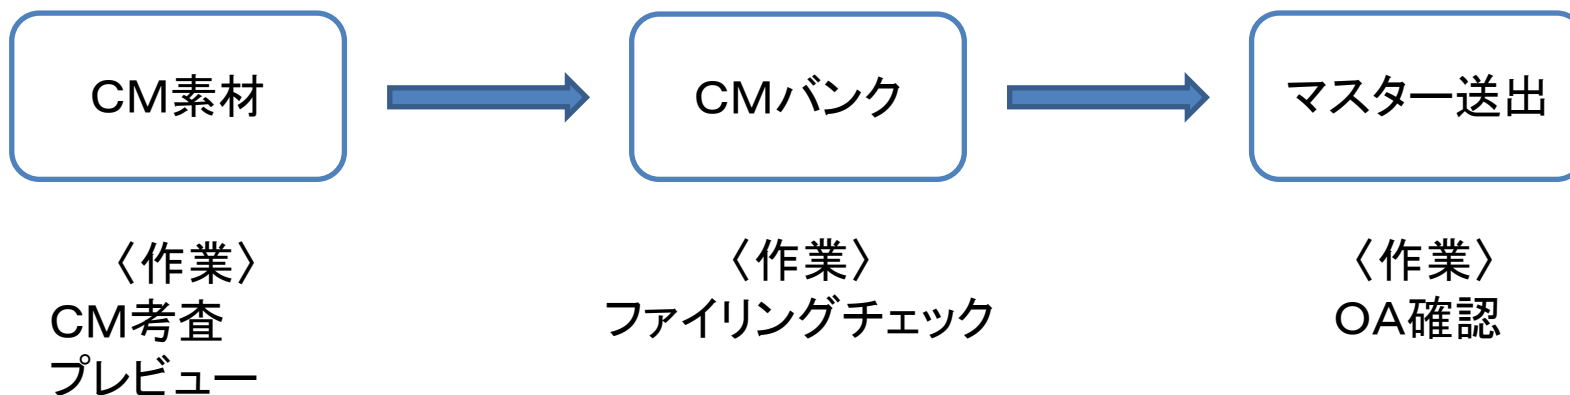 CM素材
CMバンク
マスター送出
〈作業〉
CM考査
プレビュー
〈作業〉
ファイリングチェック
〈作業〉
OA確認